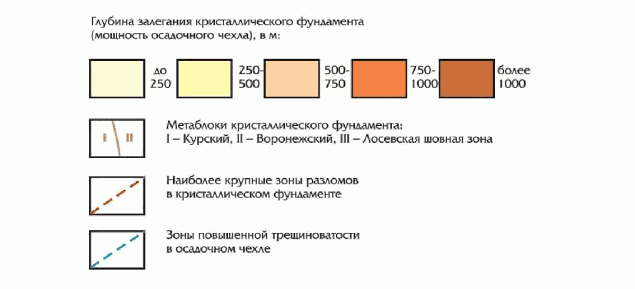 Глубина залегания кристаллического фундамента
(мощность осадочного чехла), в м:
до 250
250-500
500-750
750-1000
более 1000
I II
Метаблоки кристаллического фундамента:
I – Курский, II – Воронежский, III – Лосевская шовная зона
Наиболее крупные зоны разломов
в кристаллическом фундаменте
Зоны повышенной трещиноватости
в осадочном чехле